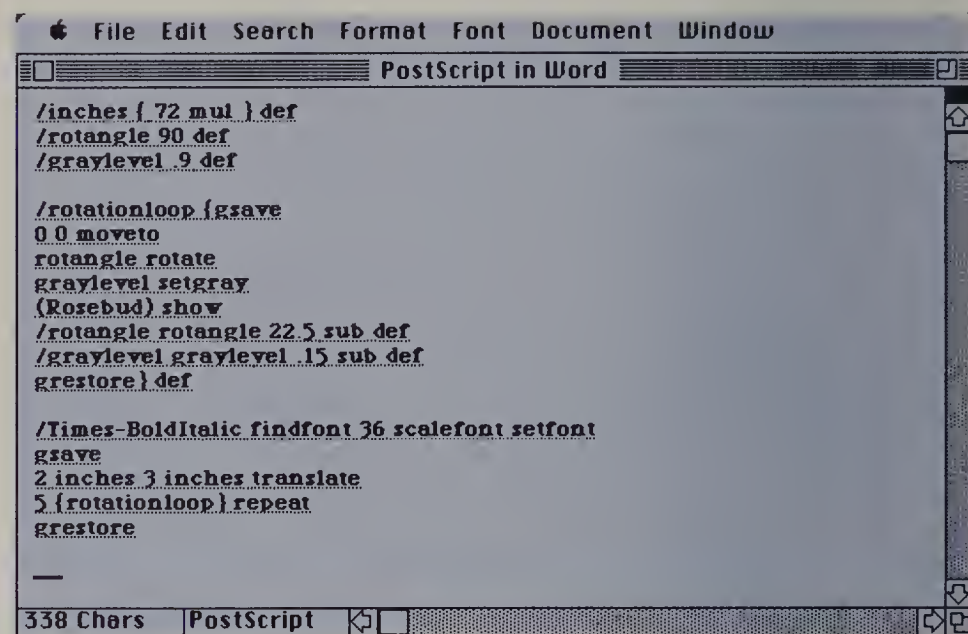 File Edit Search Format Font Document Window
PostScript in Word
/inches { 72 mul } def
/rotangle 90 def
/graylevel .9 def
/rotationloop {gsave
0 0 moveto
rotangle rotate
graylevel setgray
(Rosebud) show
/rotangle rotangle 22.5 sub def
/graylevel graylevel .15 sub def
grestore} def
/Times-BoldItalic findfont 36 scalefont setfont
gsave
2 inches 3 inches translate
5 {rotationloop} repeat
grestore
338 Chars PostScript